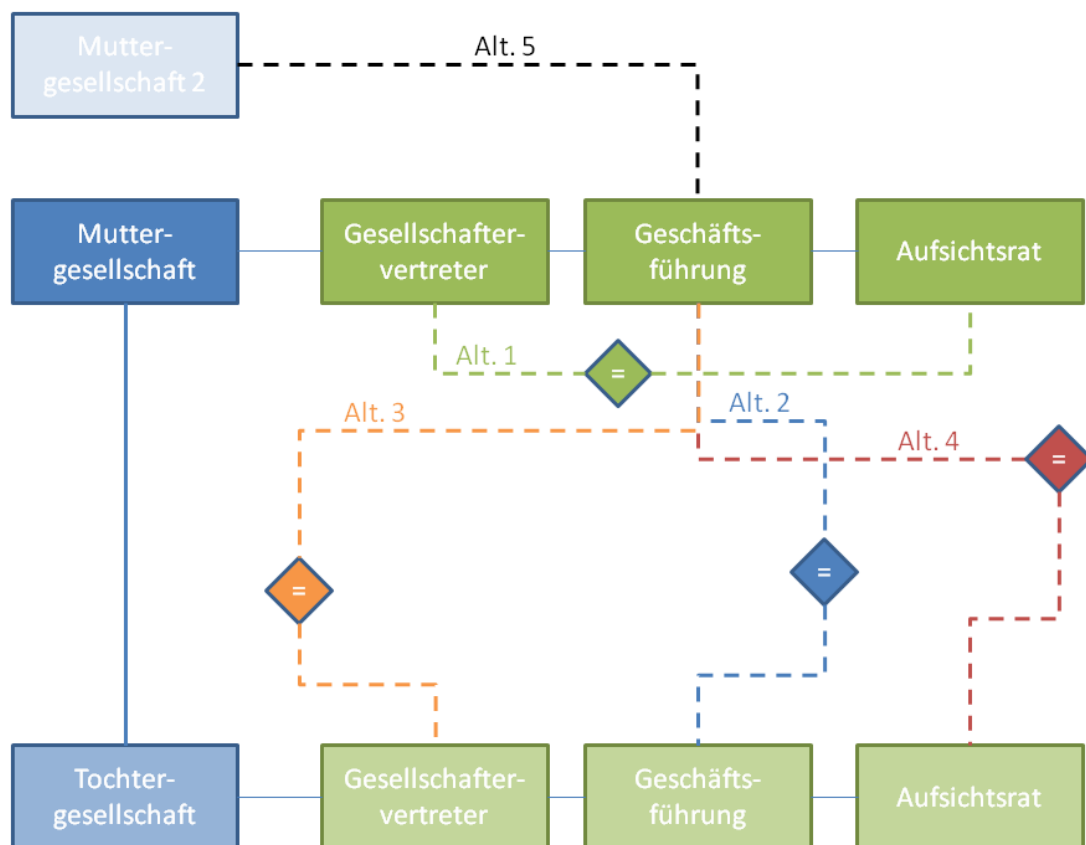 Mutter-
gesellschaft 2
Alt. 5
Mutter-
gesellschaft
Gesellschafter-
vertreter
Geschäfts-
führung
Aufsichtsrat
Alt. 1
=
Alt. 2
Alt. 3
Alt. 4
=
=
=
Tochter-
gesellschaft
Gesellschafter-
vertreter
Geschäfts-
führung
Aufsichtsrat